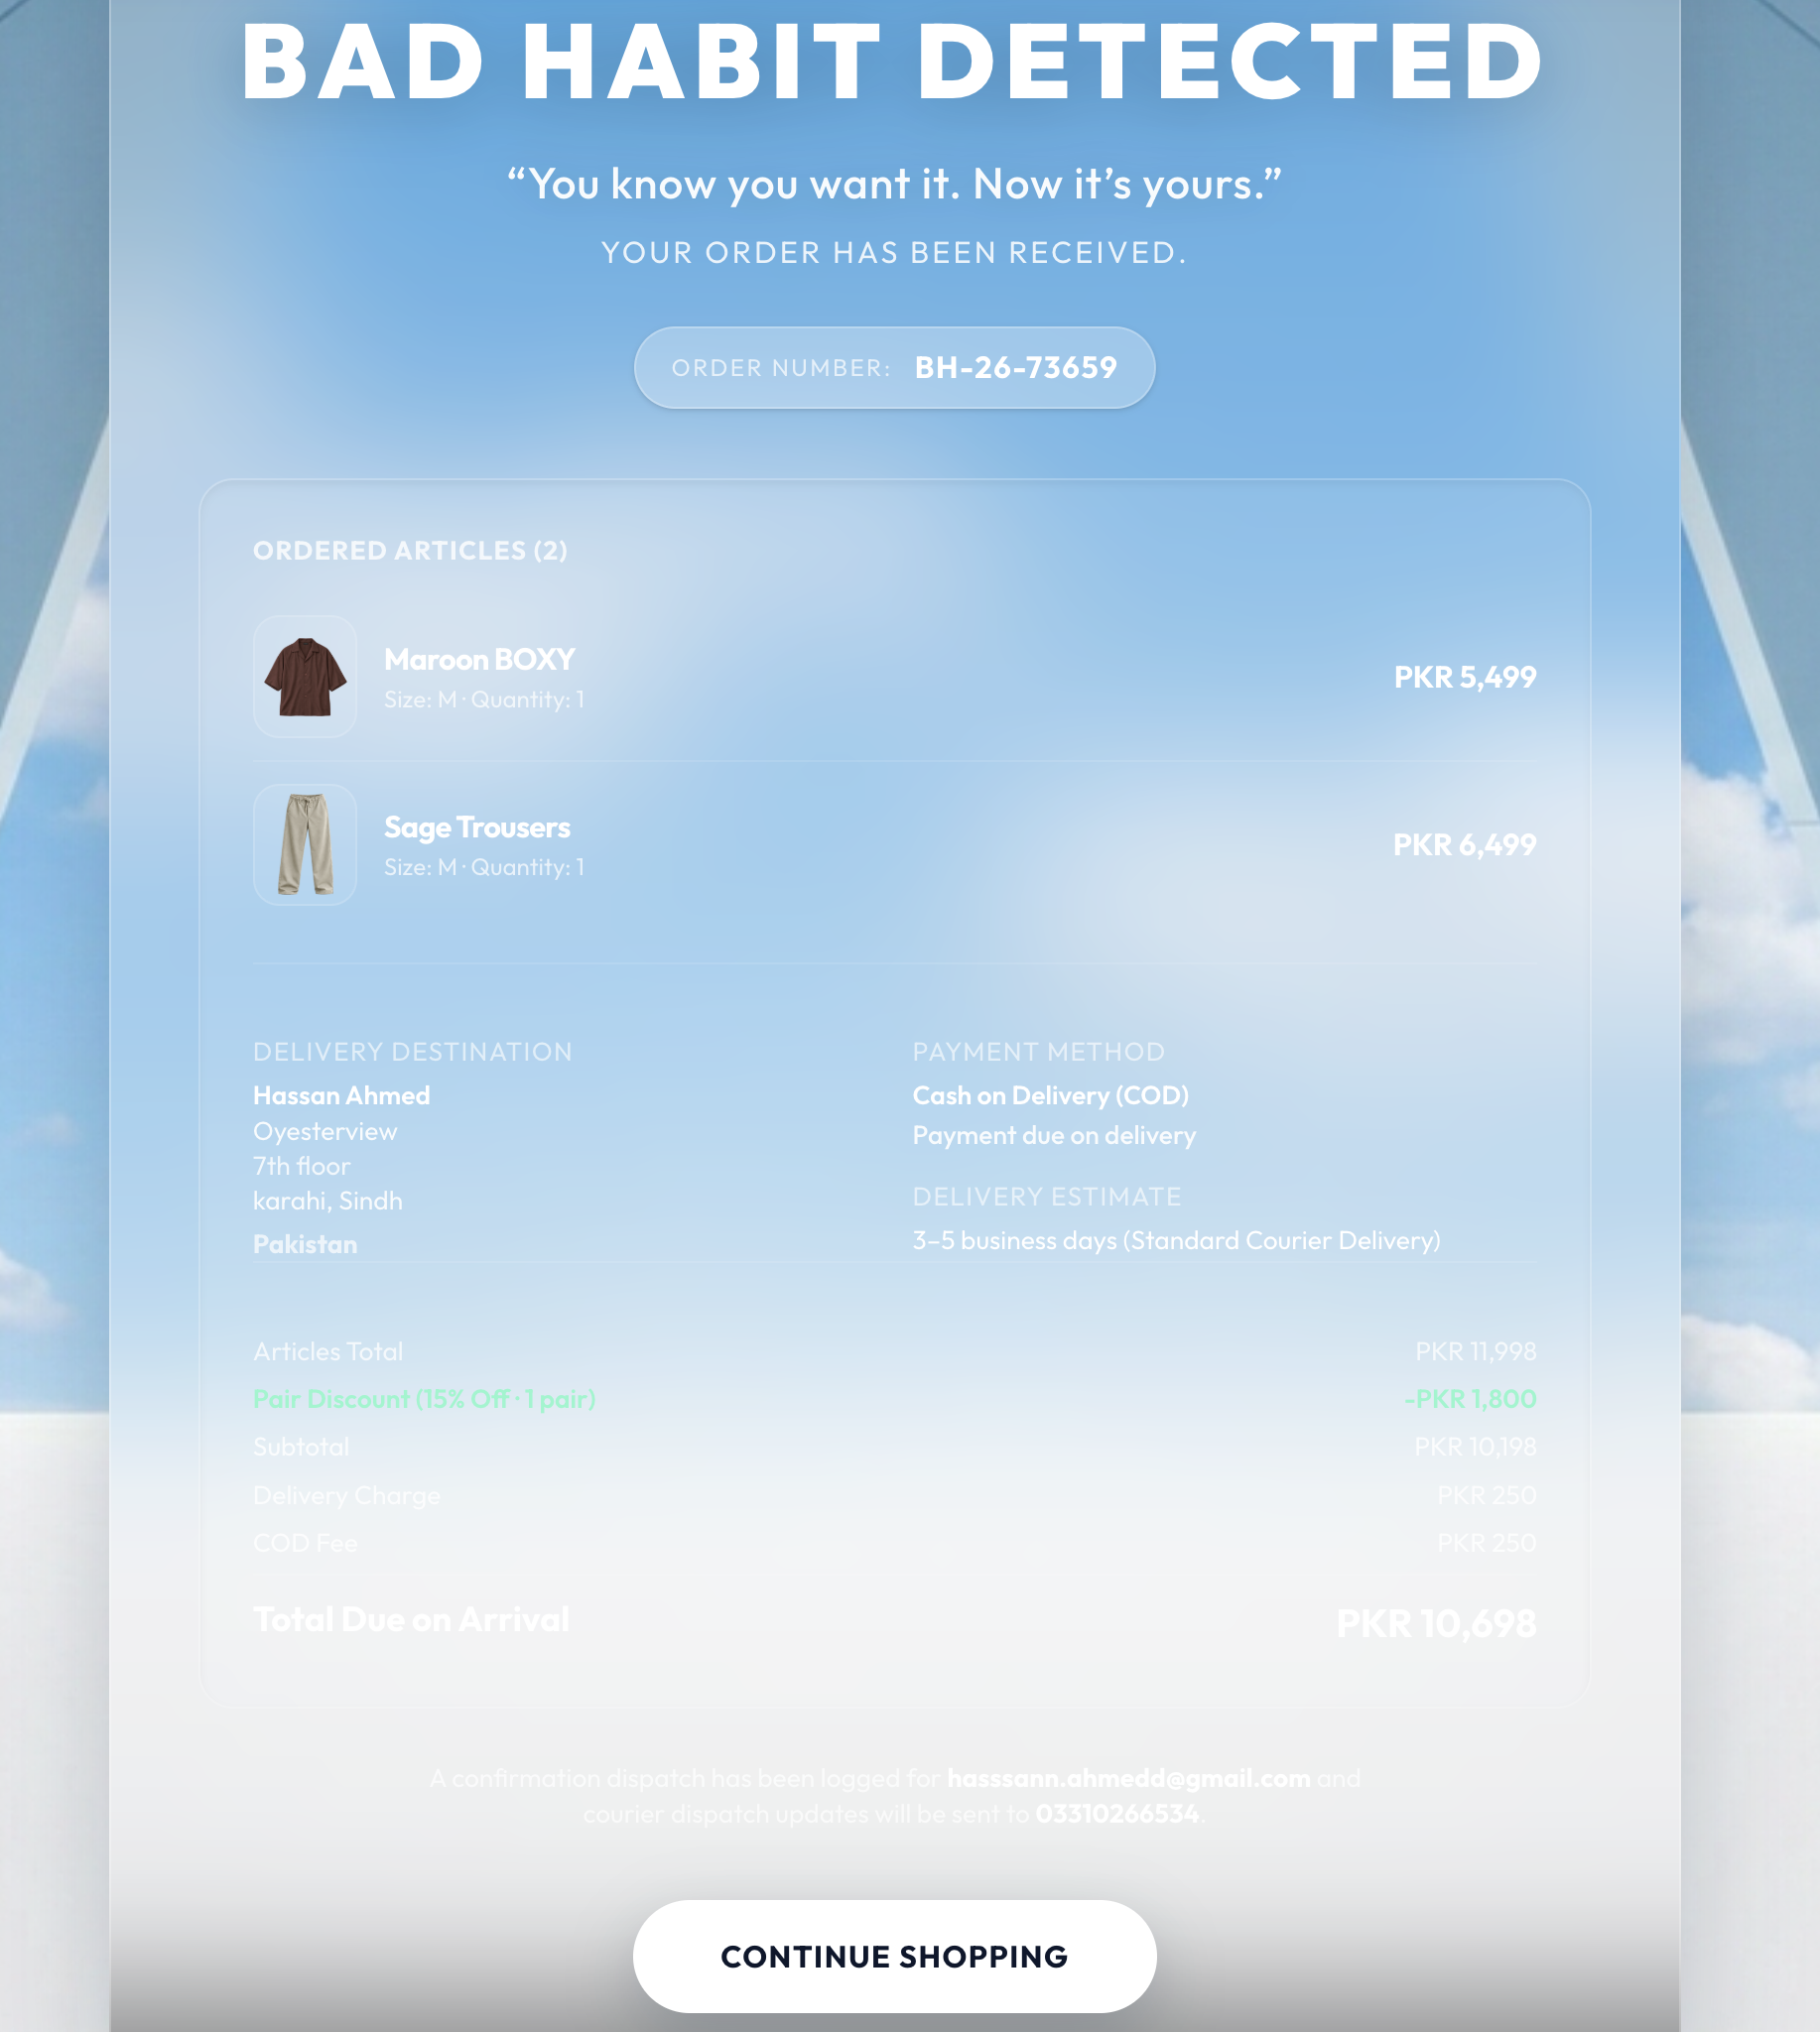 BAD HABIT DETECTED
“You know you want it. Now it’s yours.”
YOUR ORDER HAS BEEN RECEIVED.
ORDER NUMBER: BH-26-73659
ORDERED ARTICLES (2)
Maroon BOXY
Size: M · Quantity: 1
PKR 5,499
Sage Trousers
Size: M · Quantity: 1
PKR 6,499
DELIVERY DESTINATION
Hassan Ahmed
Oyesterview
7th floor
karahi, Sindh
Pakistan
PAYMENT METHOD
Cash on Delivery (COD)
Payment due on delivery
DELIVERY ESTIMATE
3–5 business days (Standard Courier Delivery)
Articles Total PKR 11,998
Pair Discount (15% Off · 1 pair) -PKR 1,800
Subtotal PKR 10,198
Delivery Charge PKR 250
COD Fee PKR 250
Total Due on Arrival PKR 10,698
A confirmation dispatch has been logged for hasssann.ahmedd@gmail.com and
courier dispatch updates will be sent to 03310266534.
CONTINUE SHOPPING